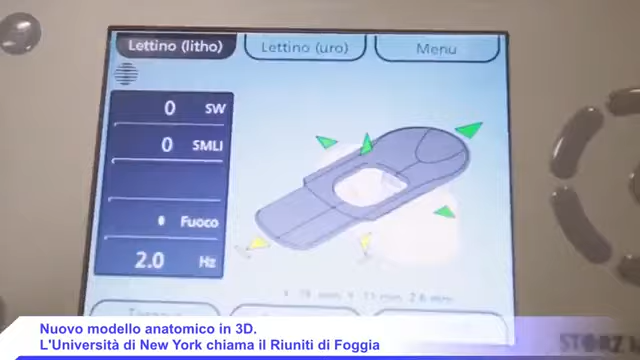 Lettino (litho)
Lettino (uro)
Menu
0 SW
0 SMLI
Fuoco
2.0 Hz
Nuovo modello anatomico in 3D.
L'Università di New York chiama il Riuniti di Foggia
STORZ